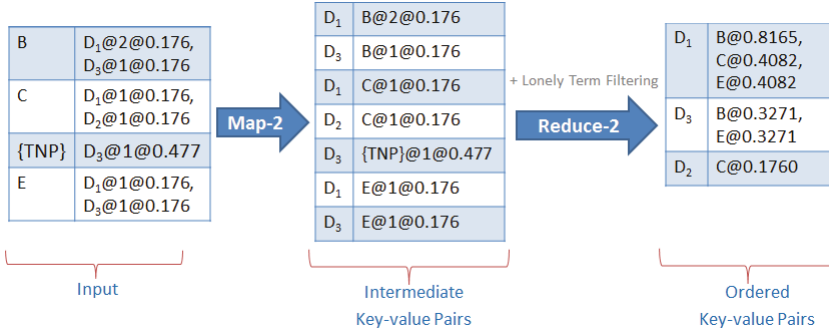 B D₁@2@0.176,
D₃@1@0.176
C D₁@1@0.176,
D₂@1@0.176
{TNP} D₃@1@0.477
E D₁@1@0.176,
D₃@1@0.176
Input
Map-2
D₁ B@2@0.176
D₃ B@1@0.176
D₁ C@1@0.176
D₂ C@1@0.176
D₃ {TNP}@1@0.477
D₁ E@1@0.176
D₃ E@1@0.176
Intermediate
Key-value Pairs
+ Lonely Term Filtering
Reduce-2
D₁ B@0.8165,
C@0.4082,
E@0.4082
D₃ B@0.3271,
E@0.3271
D₂ C@0.1760
Ordered
Key-value Pairs